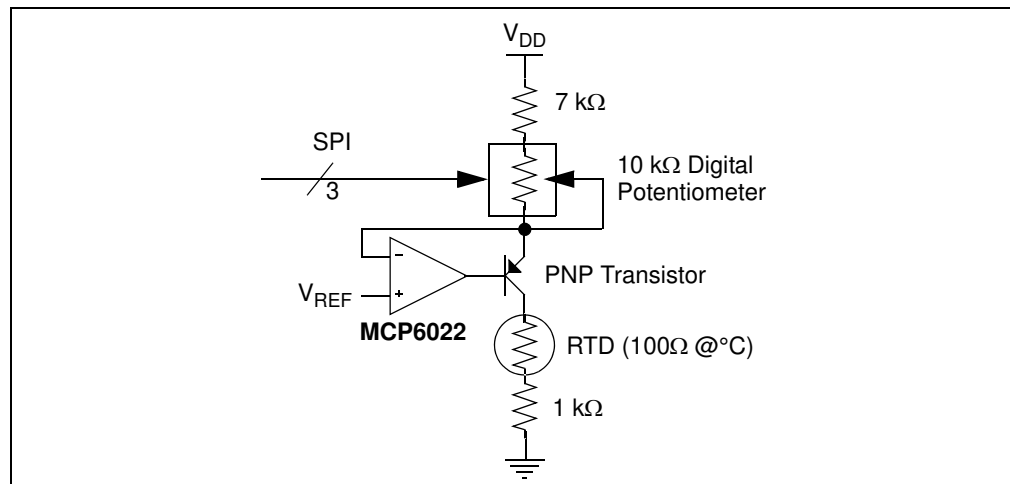 V_DD
7 kΩ
SPI
3
10 kΩ Digital
Potentiometer
–
PNP Transistor
V_REF
+
MCP6022
RTD (100Ω @°C)
1 kΩ